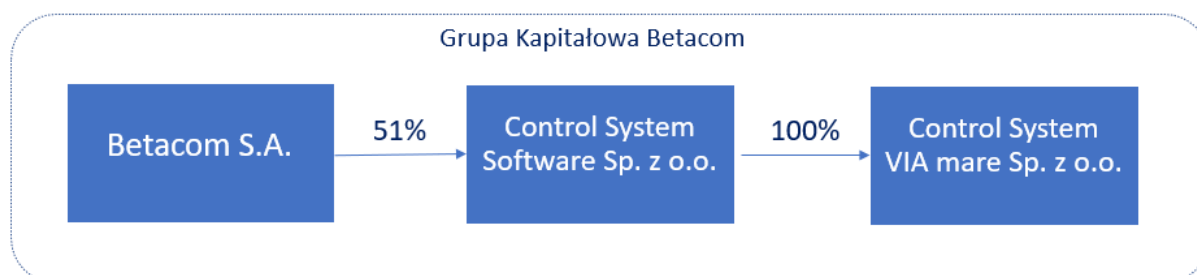 Grupa Kapitałowa Betacom
Betacom S.A.
51%
Control System
Software Sp. z o.o.
100%
Control System
VIA mare Sp. z o.o.